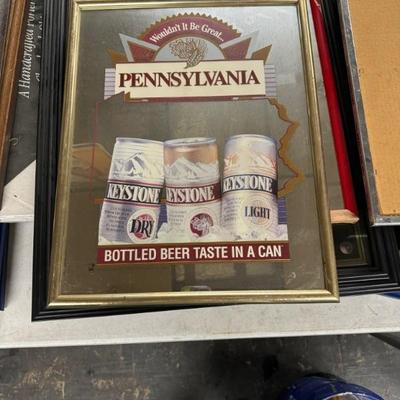 A Handcrafted
Wouldn't It Be Great...
PENNSYLVANIA
KEYSTONE
DRY
KEYSTONE
KEYSTONE
LIGHT
BOTTLED BEER TASTE IN A CAN